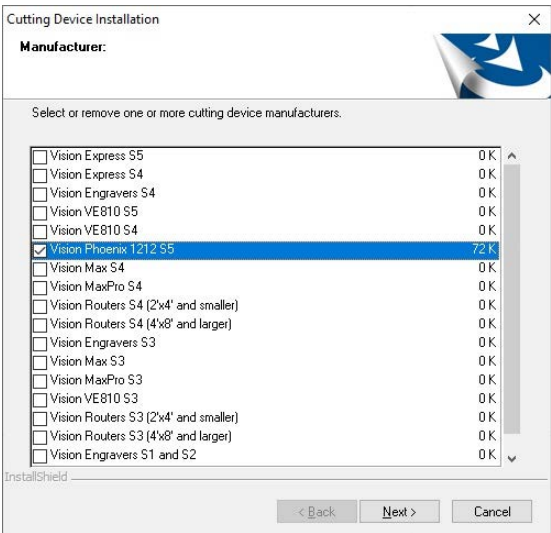 Cutting Device Installation
Manufacturer:
Select or remove one or more cutting device manufacturers.
Vision Express S5 0 K
Vision Express S4 0 K
Vision Engravers S4 0 K
Vision VE810 S5 0 K
Vision VE810 S4 0 K
Vision Phoenix 1212 S5 72 K
Vision Max S4 0 K
Vision MaxPro S4 0 K
Vision Routers S4 (2'x4' and smaller) 0 K
Vision Routers S4 (4'x8' and larger) 0 K
Vision Engravers S3 0 K
Vision Max S3 0 K
Vision MaxPro S3 0 K
Vision VE810 S3 0 K
Vision Routers S3 (2'x4' and smaller) 0 K
Vision Routers S3 (4'x8' and larger) 0 K
Vision Engravers S1 and S2 0 K
InstallShield
< Back Next > Cancel